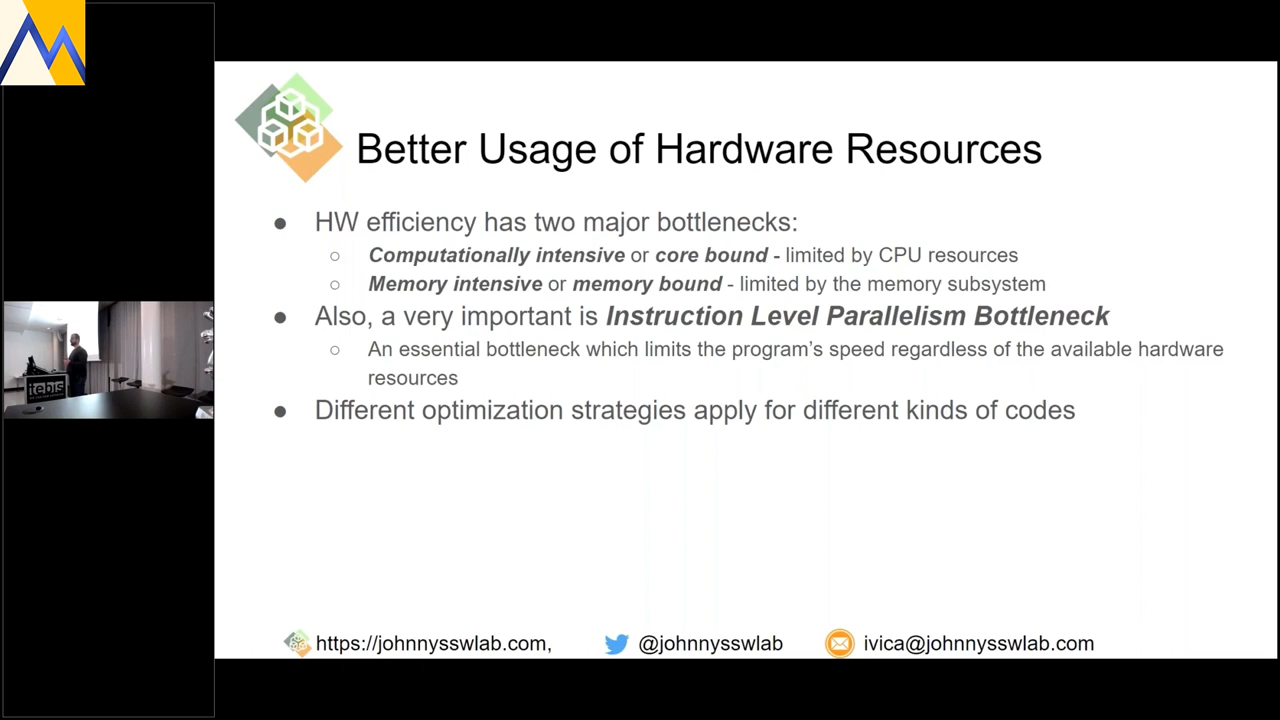 Better Usage of Hardware Resources
● HW efficiency has two major bottlenecks:
○ Computationally intensive or core bound - limited by CPU resources
○ Memory intensive or memory bound - limited by the memory subsystem
● Also, a very important is Instruction Level Parallelism Bottleneck
○ An essential bottleneck which limits the program's speed regardless of the available hardware
resources
● Different optimization strategies apply for different kinds of codes
tebis
https://johnnysswlab.com, @johnnysswlab ivica@johnnysswlab.com